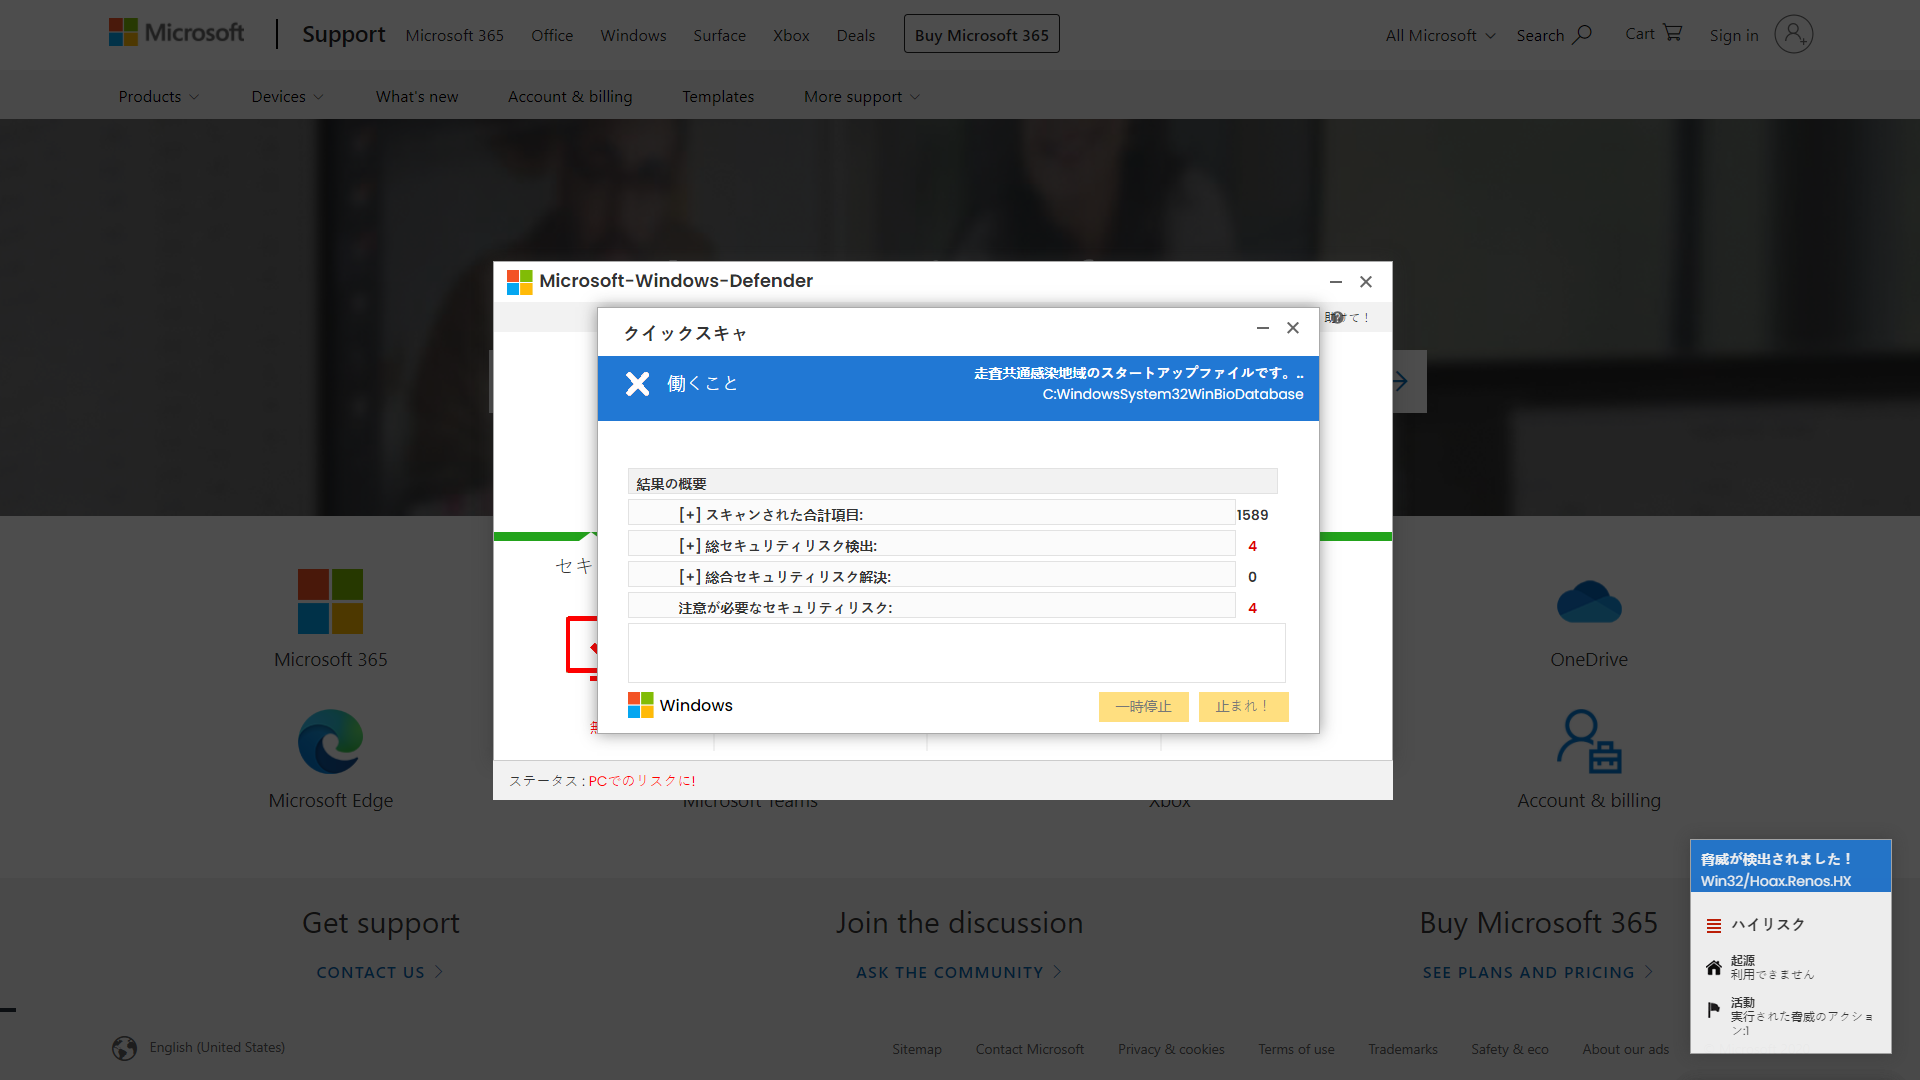 Microsoft
Support
Microsoft 365
Office
Windows
Surface
Xbox
Deals
Buy Microsoft 365
All Microsoft
Search
Cart
Sign in
Products
Devices
What's new
Account & billing
Templates
More support
Microsoft-Windows-Defender
クイックスキャ
働くこと
走査共通感染地域のスタートアップファイルです。..
C:WindowsSystem32WinBioDatabase
結果の概要
[+] スキャンされた合計項目: 1589
[+] 総セキュリティリスク検出: 4
[+] 総合セキュリティリスク解決: 0
注意が必要なセキュリティリスク: 4
Windows
一時停止
止まれ！
セキ
ステータス : PCでのリスクに!
Microsoft 365
OneDrive
Microsoft Edge
Microsoft Teams
Xbox
Account & billing
脅威が検出されました！
Win32/Hoax.Renos.HX
ハイリスク
起源
利用できません
活動
実行された脅威のアクショ
ン:1
Get support
Join the discussion
Buy Microsoft 365
CONTACT US
ASK THE COMMUNITY
SEE PLANS AND PRICING
English (United States)
Sitemap
Contact Microsoft
Privacy & cookies
Terms of use
Trademarks
Safety & eco
About our ads